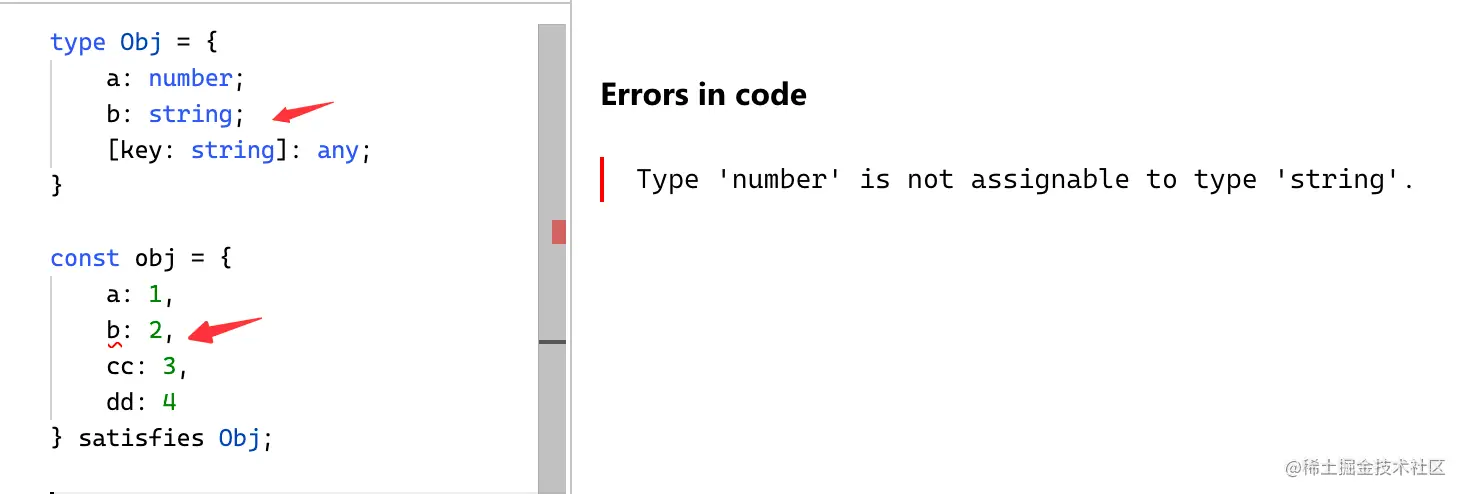 type Obj = {
    a: number;
    b: string;
    [key: string]: any;
}
const obj = {
    a: 1,
    b: 2,
    cc: 3,
    dd: 4
} satisfies Obj;
Errors in code
Type 'number' is not assignable to type 'string'.
@稀土掘金技术社区